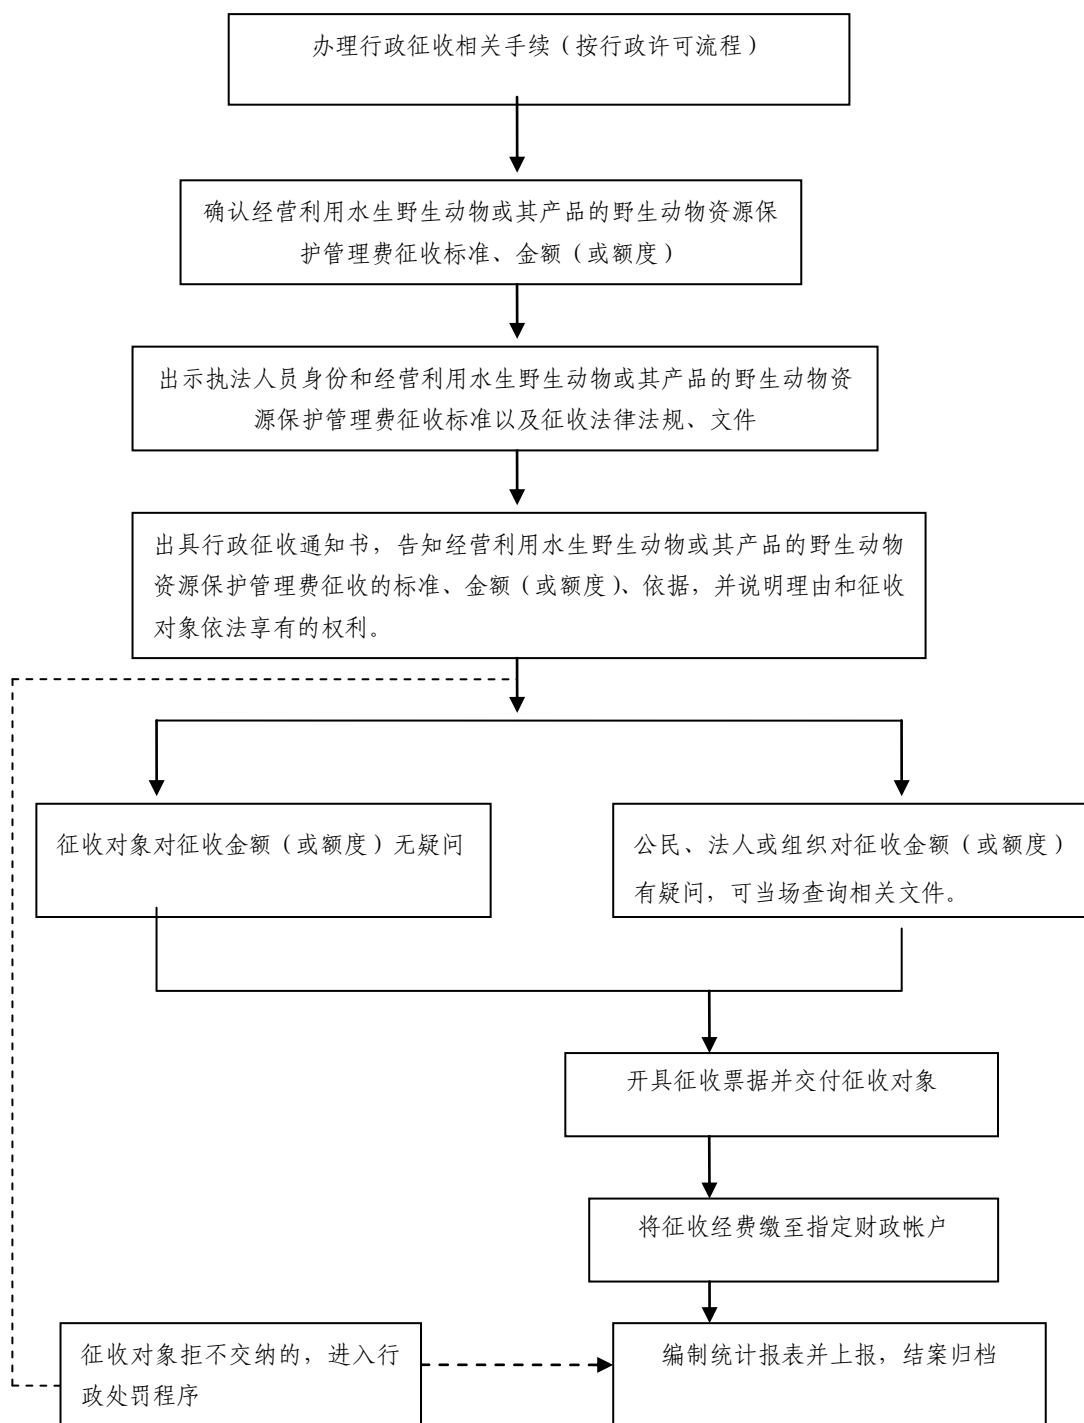 办理行政征收相关手续（按行政许可流程）
确认经营利用水生野生动物或其产品的野生动物资源保
护管理费征收标准、金额（或额度）
出示执法人员身份和经营利用水生野生动物或其产品的野生动物资
源保护管理费征收标准以及征收法律法规、文件
出具行政征收通知书，告知经营利用水生野生动物或其产品的野生动物
资源保护管理费征收的标准、金额（或额度）、依据，并说明理由和征收
对象依法享有的权利。
征收对象对征收金额（或额度）无疑问
公民、法人或组织对征收金额（或额度）
有疑问，可当场查询相关文件。
开具征收票据并交付征收对象
将征收经费缴至指定财政帐户
征收对象拒不交纳的，进入行
政处罚程序
编制统计报表并上报，结案归档